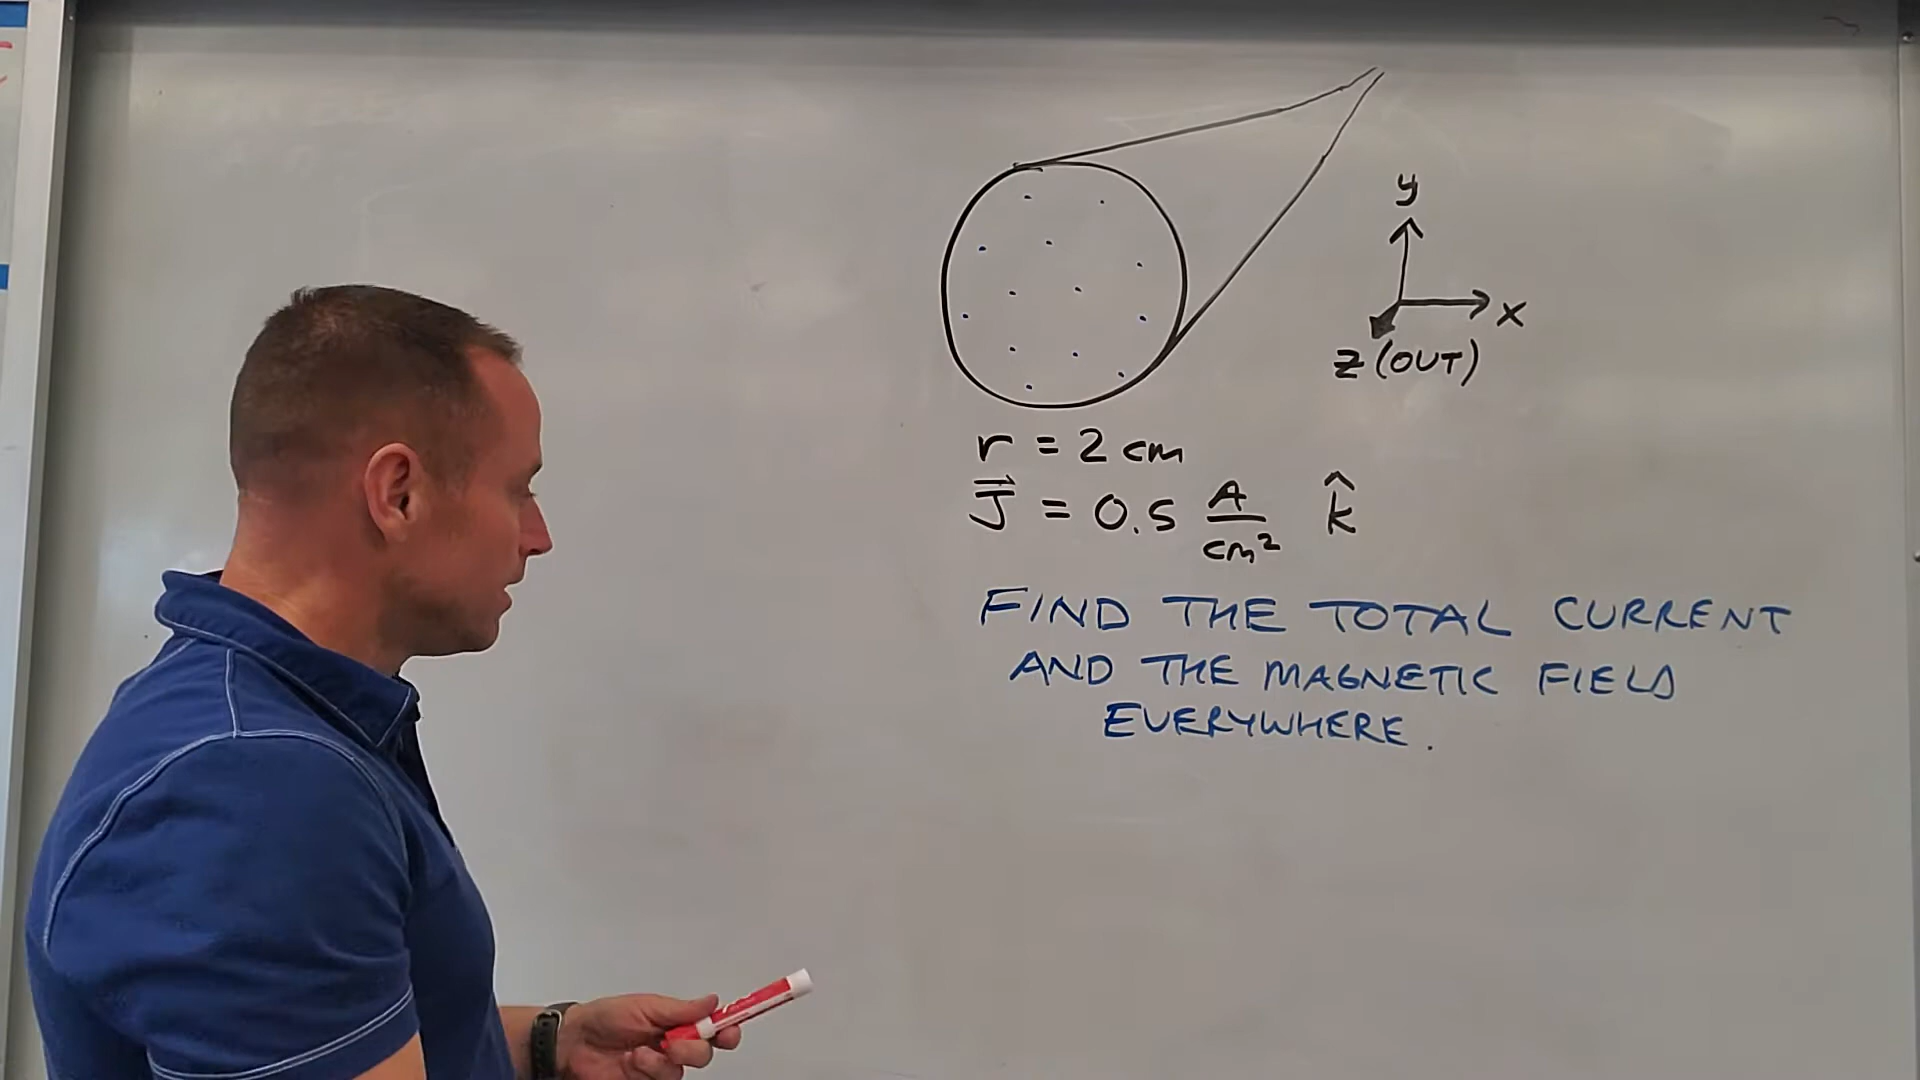 y
x
z (OUT)
r = 2 cm
J⃗ = 0.5 A/cm² k̂
FIND THE TOTAL CURRENT
AND THE MAGNETIC FIELD
EVERYWHERE.